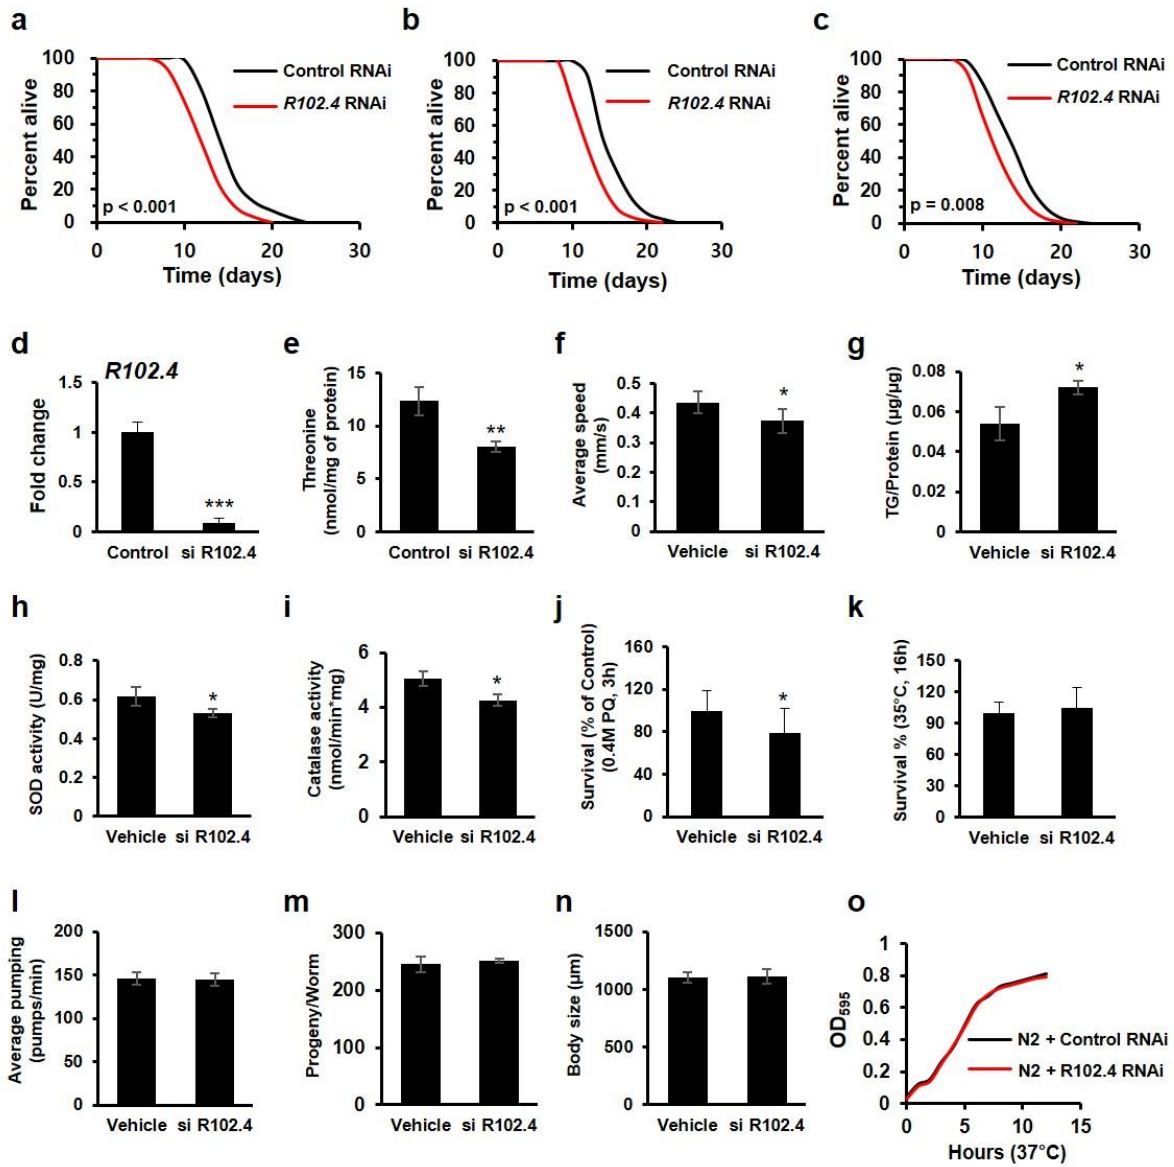 a
b
c
Percent alive
100
80
60
40
20
0
Control RNAi
R102.4 RNAi
p < 0.001
0
10
20
30
Time (days)
Percent alive
100
80
60
40
20
0
Control RNAi
R102.4 RNAi
p < 0.001
0
10
20
30
Time (days)
Percent alive
100
80
60
40
20
0
Control RNAi
R102.4 RNAi
p = 0.008
0
10
20
30
Time (days)
d
R102.4
Fold change
1.5
1
0.5
0
***
Control si R102.4
e
Threonine
(nmol/mg of protein)
15
10
5
0
**
Control si R102.4
f
Average speed
(mm/s)
0.5
0.4
0.3
0.2
0.1
0
*
Vehicle si R102.4
g
TG/Protein (µg/µg)
0.08
0.06
0.04
0.02
0
*
Vehicle si R102.4
h
SOD activity (U/mg)
0.8
0.6
0.4
0.2
0
*
Vehicle si R102.4
i
Catalase activity
(nmol/min*mg)
6
4
2
0
*
Vehicle si R102.4
j
Survival (% of Control)
(0.4M PQ, 3h)
160
120
80
40
0
*
Vehicle si R102.4
k
Survival % (35°C, 16h)
150
120
90
60
30
0
Vehicle si R102.4
l
Average pumping
(pumps/min)
200
150
100
50
0
Vehicle si R102.4
m
Progeny/Worm
300
200
100
0
Vehicle si R102.4
n
Body size (µm)
1500
1000
500
0
Vehicle si R102.4
o
OD595
1
0.8
0.6
0.4
0.2
0
N2 + Control RNAi
N2 + R102.4 RNAi
0
5
10
15
Hours (37°C)